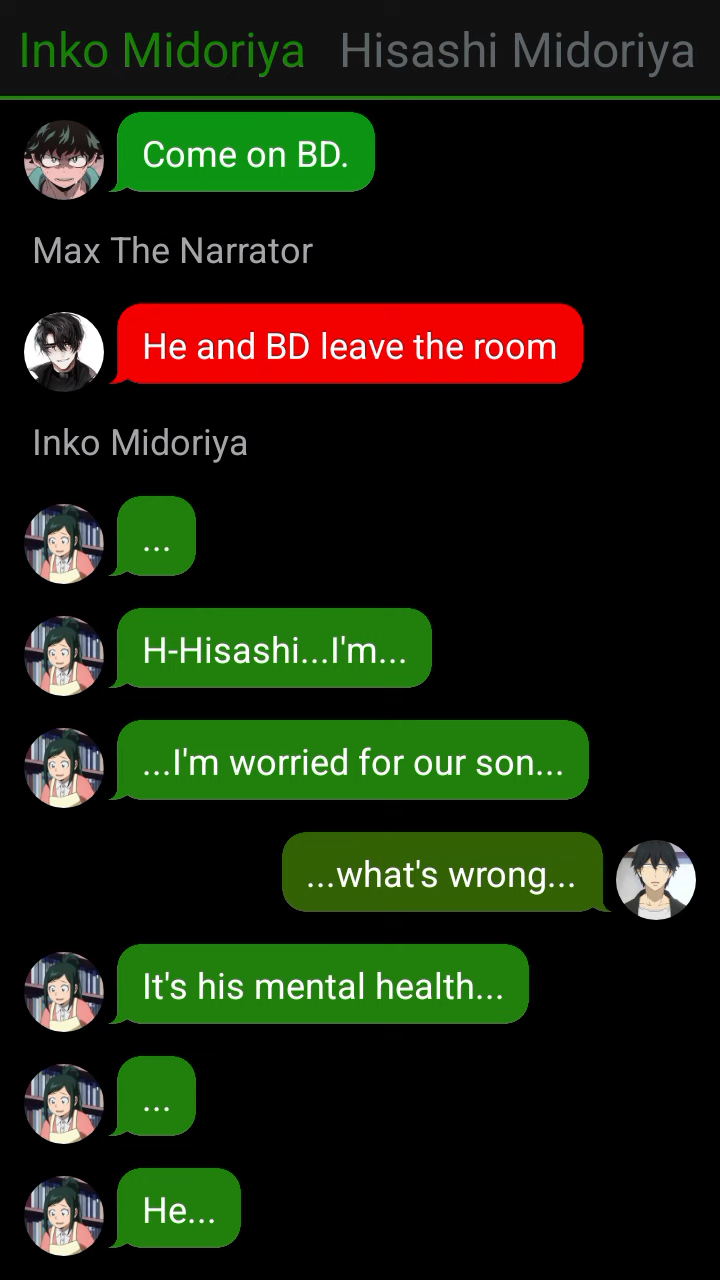 Inko Midoriya Hisashi Midoriya
Come on BD.
Max The Narrator
He and BD leave the room
Inko Midoriya
...
H-Hisashi...I'm...
...I'm worried for our son...
...what's wrong...
It's his mental health...
...
He...